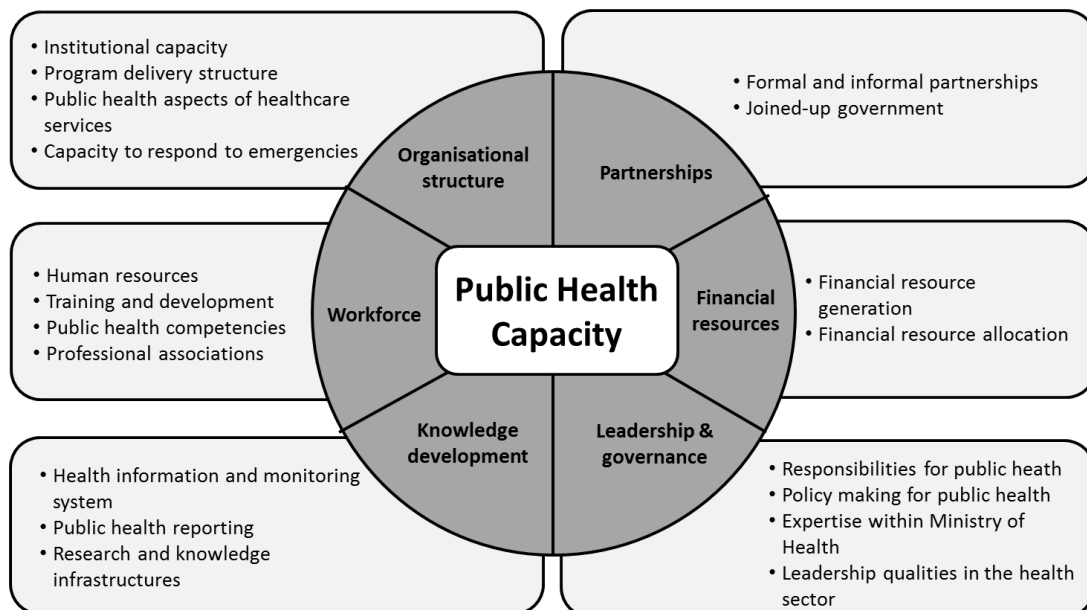 • Institutional capacity
• Program delivery structure
• Public health aspects of healthcare
services
• Capacity to respond to emergencies
• Formal and informal partnerships
• Joined-up government
Organisational
structure
Partnerships
• Human resources
• Training and development
• Public health competencies
• Professional associations
Workforce
Public Health
Capacity
Financial
resources
• Financial resource
generation
• Financial resource allocation
Knowledge
development
Leadership &
governance
• Health information and monitoring
system
• Public health reporting
• Research and knowledge
infrastructures
• Responsibilities for public heath
• Policy making for public health
• Expertise within Ministry of
Health
• Leadership qualities in the health
sector